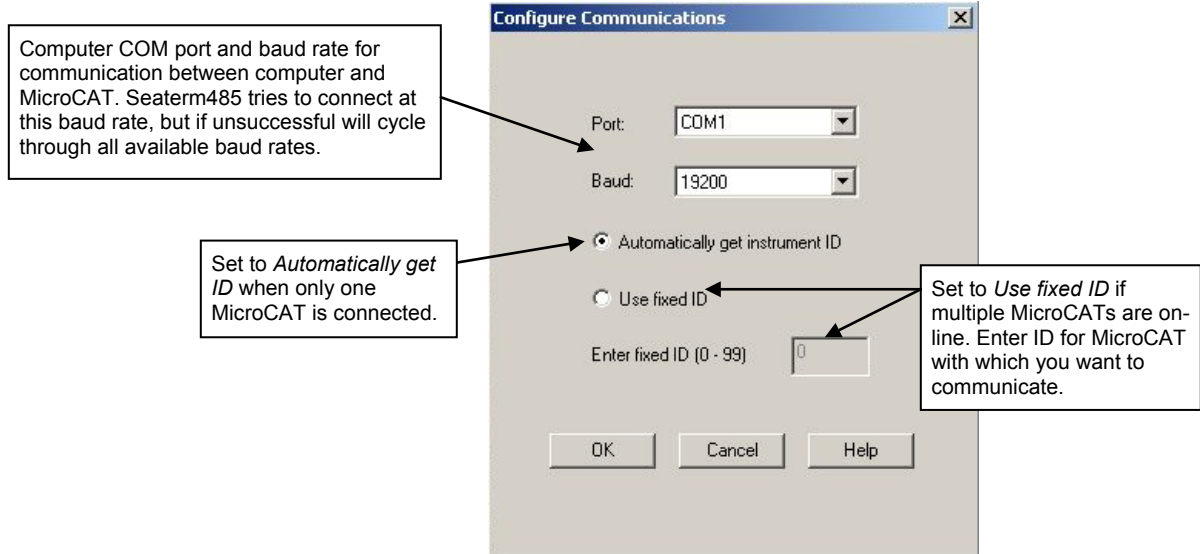 Configure Communications
Computer COM port and baud rate for
communication between computer and
MicroCAT. Seaterm485 tries to connect at
this baud rate, but if unsuccessful will cycle
through all available baud rates.
Port: COM1
Baud: 19200
Automatically get instrument ID
Set to Automatically get
ID when only one
MicroCAT is connected.
Use fixed ID
Enter fixed ID (0 - 99) 0
Set to Use fixed ID if
multiple MicroCATs are on-
line. Enter ID for MicroCAT
with which you want to
communicate.
OK Cancel Help